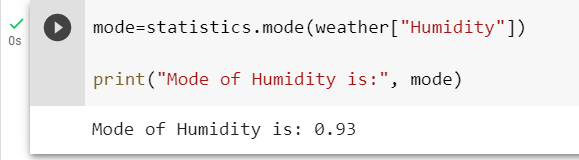 mode=statistics.mode(weather["Humidity"])
0s
print("Mode of Humidity is:", mode)
Mode of Humidity is: 0.93